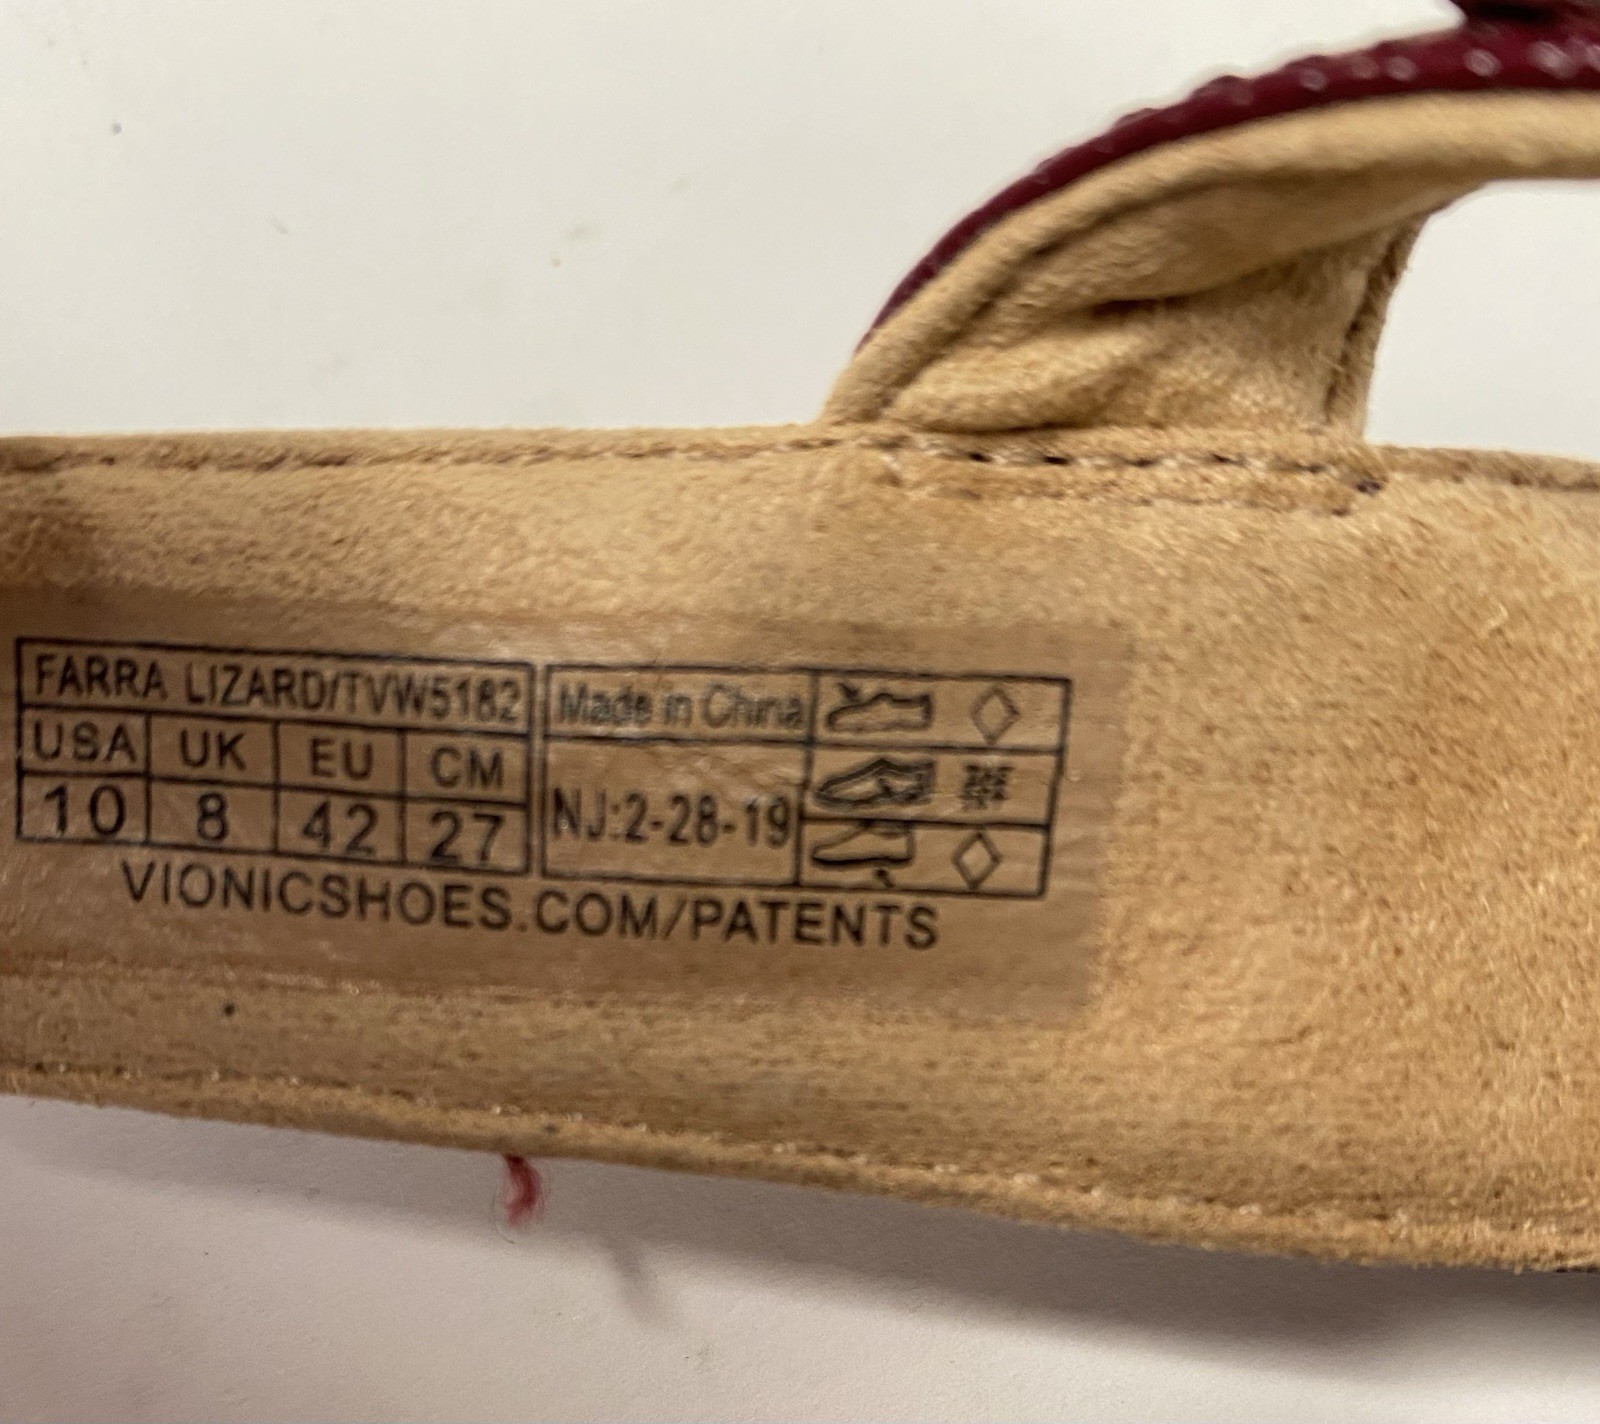 FARRA LIZARD/TVW5182
USA UK EU CM
10 8 42 27
Made in China
NJ:2-28-19
VIONICSHOES.COM/PATENTS